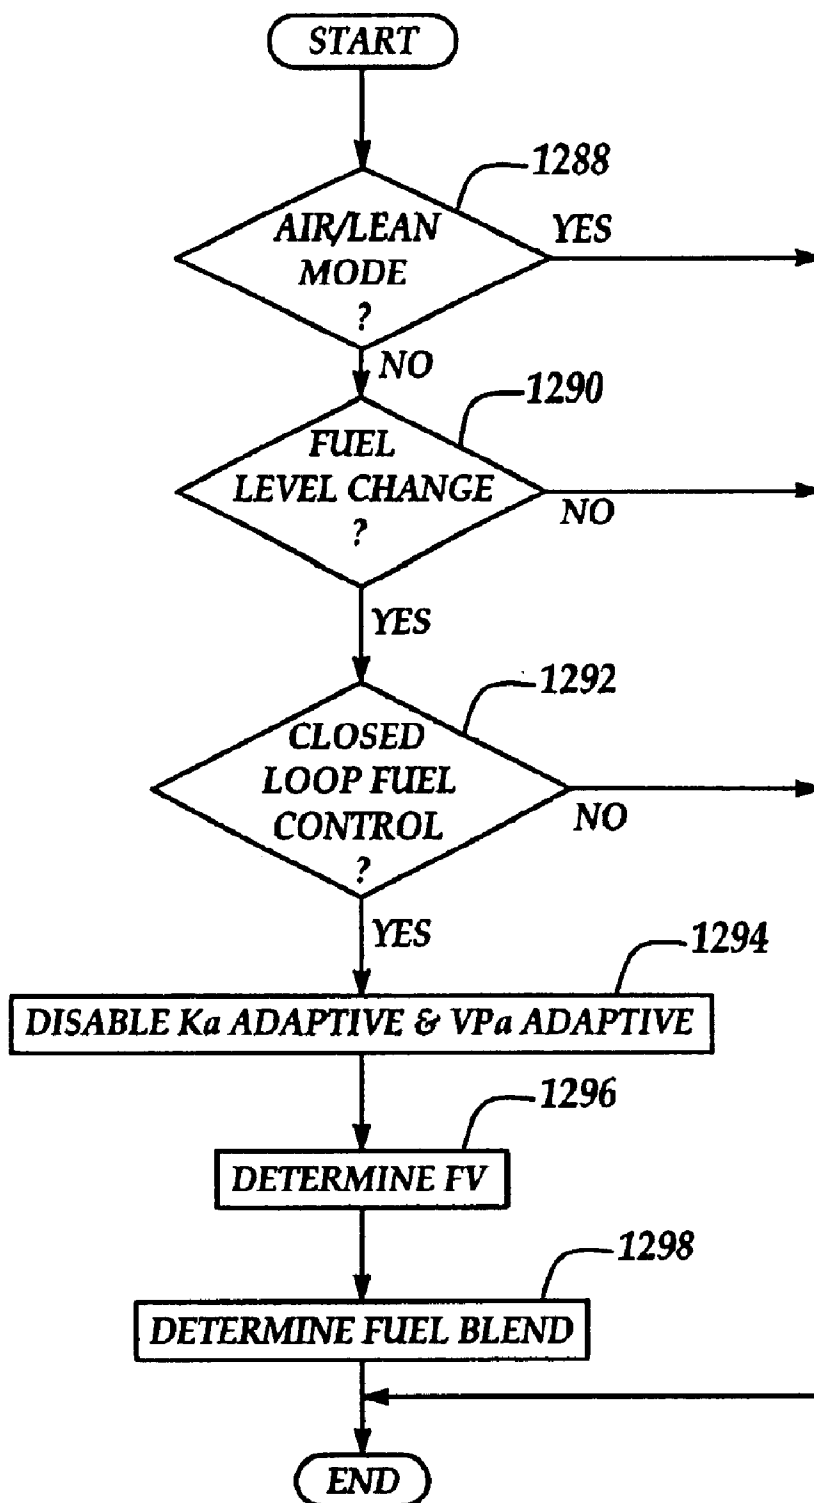 START
1288
AIR/LEAN
MODE
?
YES
NO
1290
FUEL
LEVEL CHANGE
?
NO
YES
1292
CLOSED
LOOP FUEL
CONTROL
?
NO
YES
1294
DISABLE Ka ADAPTIVE & VPa ADAPTIVE
1296
DETERMINE FV
1298
DETERMINE FUEL BLEND
END